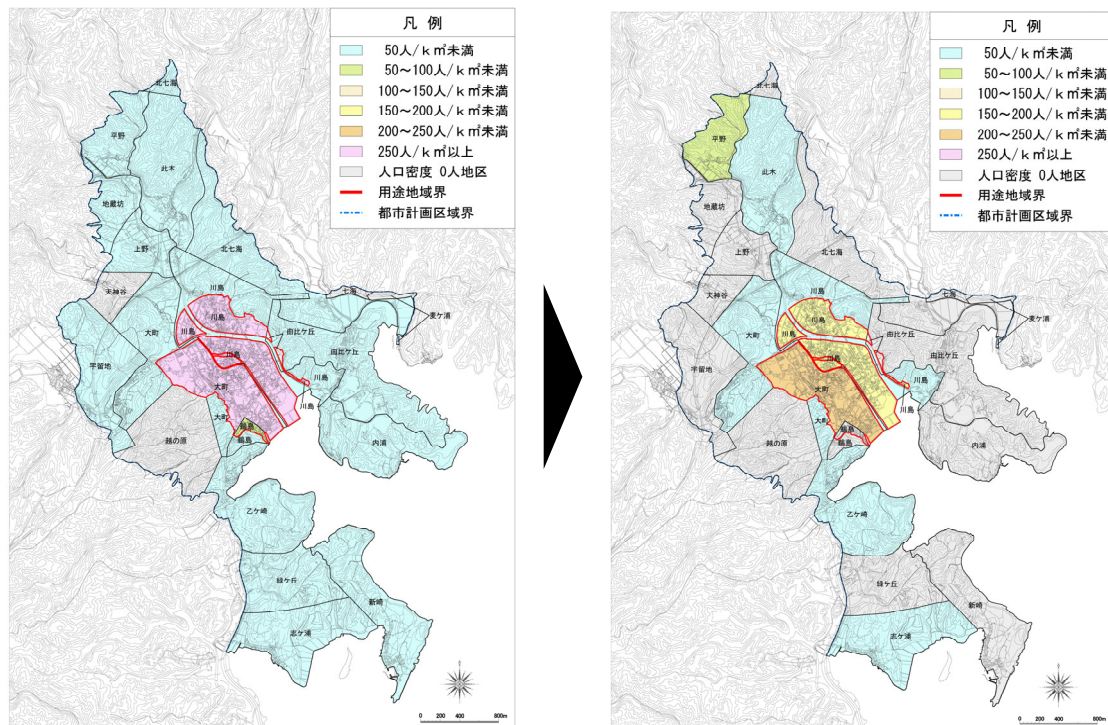 凡 例
50人/k㎡未満
50～100人/k㎡未満
100～150人/k㎡未満
150～200人/k㎡未満
200～250人/k㎡未満
250人/k㎡以上
人口密度 0人地区
用途地域界
都市計画区域界
北七海
平野
此木
地蔵坊
上野
北七海
天神谷
川島
七海
麦ケ浦
大町
川島
川島
由比ケ丘
由比ケ丘
宇留地
川島
川島
大町
川島
大町
鵜島
鵜島
越の原
内浦
乙ケ崎
緑ケ丘
新崎
志ケ浦
0 200 400 800m
凡 例
50人/k㎡未満
50～100人/k㎡未満
100～150人/k㎡未満
150～200人/k㎡未満
200～250人/k㎡未満
250人/k㎡以上
人口密度 0人地区
用途地域界
都市計画区域界
北七海
平野
此木
地蔵坊
上野
北七海
天神谷
川島
七海
麦ケ浦
大町
川島
川島
由比ケ丘
由比ケ丘
宇留地
川島
川島
大町
川島
大町
鵜島
鵜島
越の原
内浦
乙ケ崎
緑ケ丘
新崎
志ケ浦
0 200 400 800m